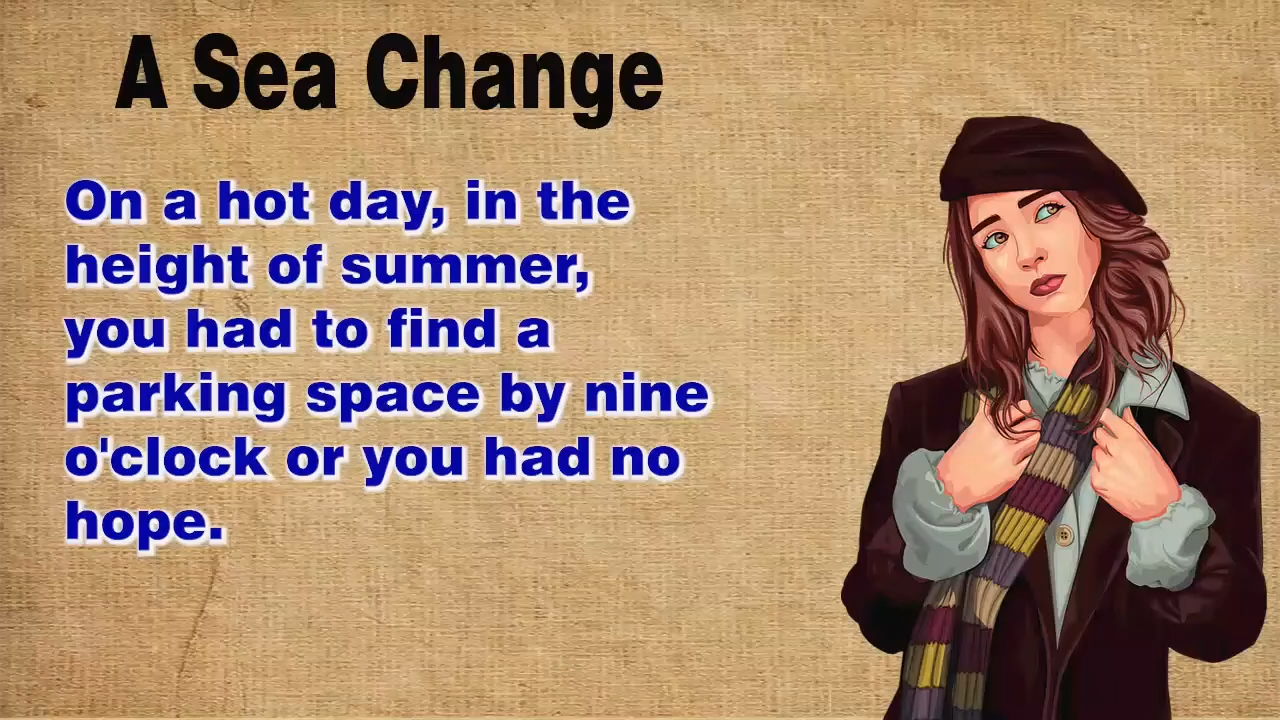 A Sea Change
On a hot day, in the
height of summer,
you had to find a
parking space by nine
o'clock or you had no
hope.